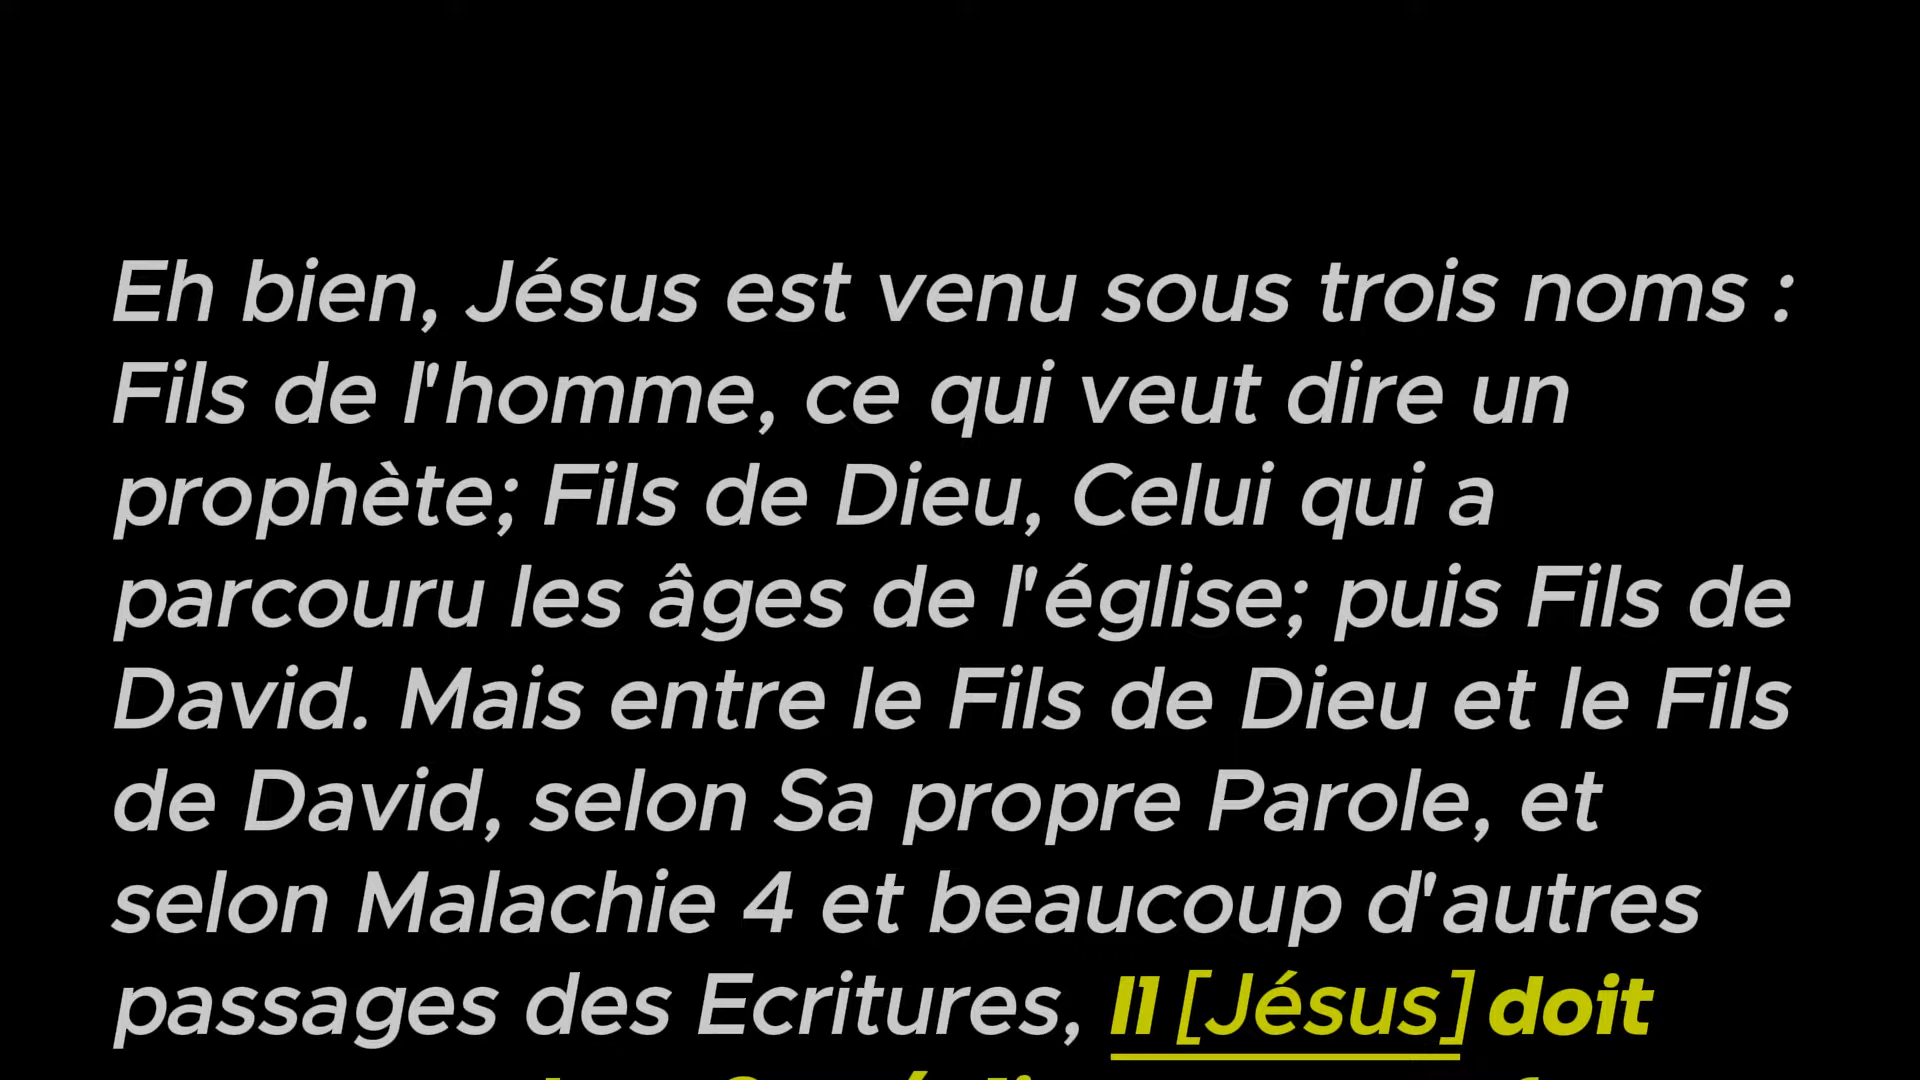 Eh bien, Jésus est venu sous trois noms :
Fils de l'homme, ce qui veut dire un
prophète; Fils de Dieu, Celui qui a
parcouru les âges de l'église; puis Fils de
David. Mais entre le Fils de Dieu et le Fils
de David, selon Sa propre Parole, et
selon Malachie 4 et beaucoup d'autres
passages des Ecritures, Il [Jésus] doit